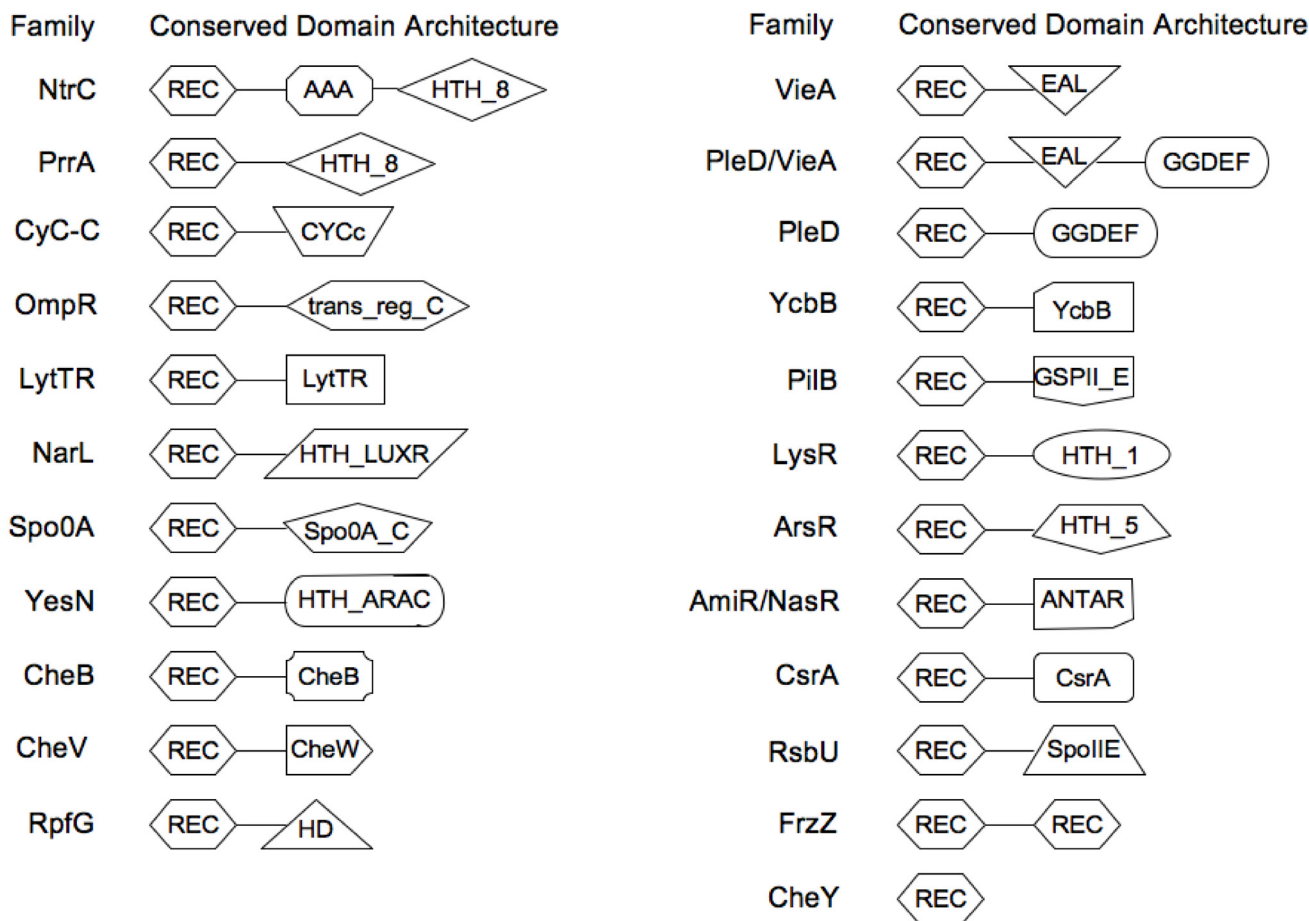 Family Conserved Domain Architecture
NtrC REC AAA HTH_8
PrrA REC HTH_8
CyC-C REC CYCc
OmpR REC trans_reg_C
LytTR REC LytTR
NarL REC HTH_LUXR
Spo0A REC Spo0A_C
YesN REC HTH_ARAC
CheB REC CheB
CheV REC CheW
RpfG REC HD
Family Conserved Domain Architecture
VieA REC EAL
PleD/VieA REC EAL GGDEF
PleD REC GGDEF
YcbB REC YcbB
PilB REC GSPII_E
LysR REC HTH_1
ArsR REC HTH_5
AmiR/NasR REC ANTAR
CsrA REC CsrA
RsbU REC SpoIIE
FrzZ REC REC
CheY REC